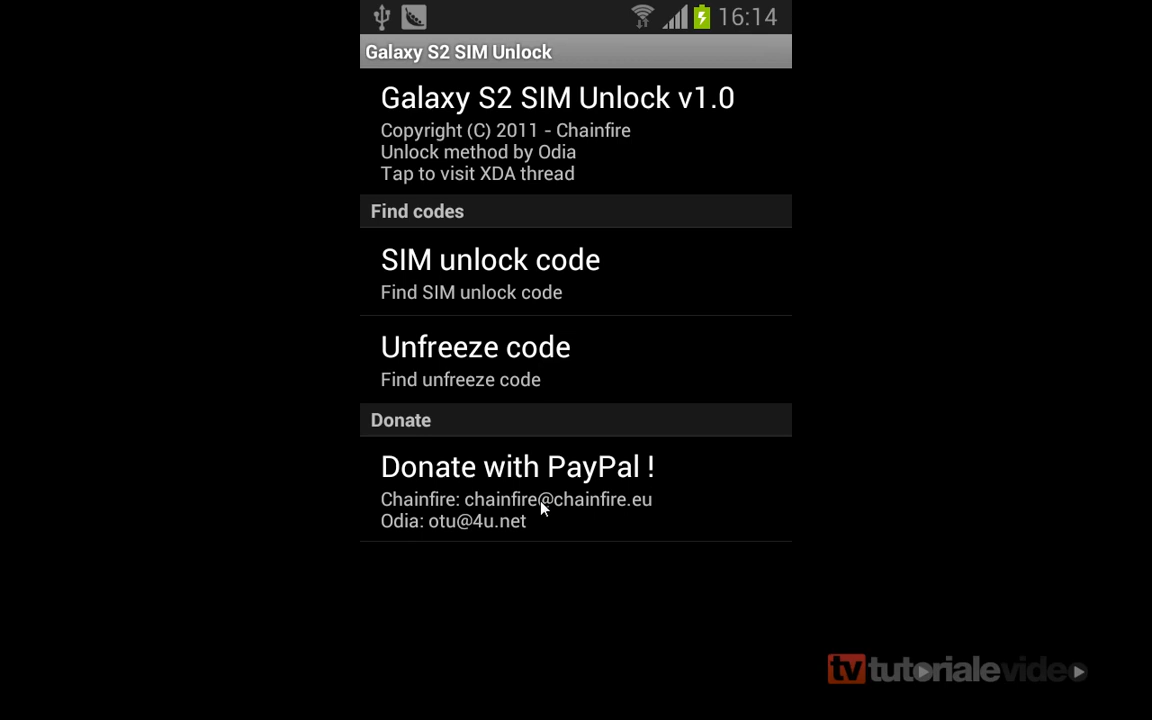 16:14
Galaxy S2 SIM Unlock
Galaxy S2 SIM Unlock v1.0
Copyright (C) 2011 - Chainfire
Unlock method by Odia
Tap to visit XDA thread
Find codes
SIM unlock code
Find SIM unlock code
Unfreeze code
Find unfreeze code
Donate
Donate with PayPal !
Chainfire: chainfire@chainfire.eu
Odia: otu@4u.net
tv tutorialevideo